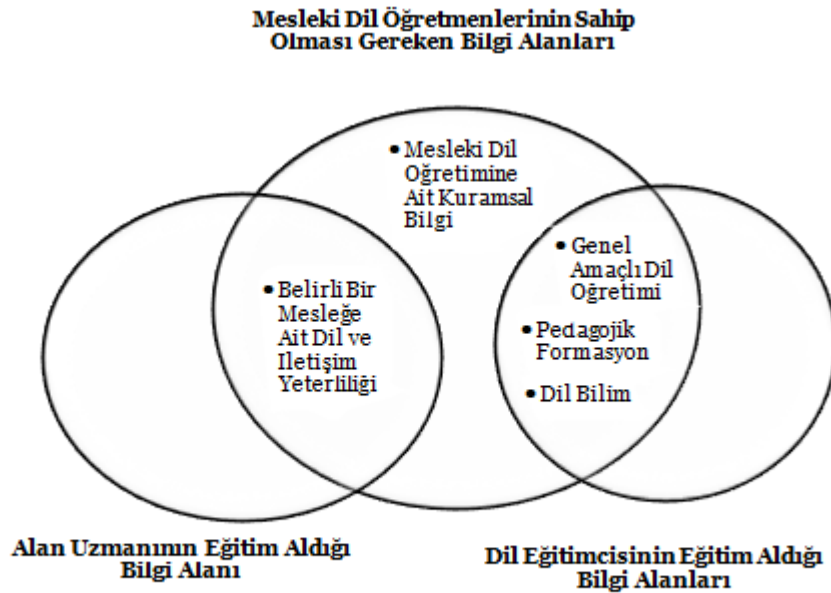 Mesleki Dil Öğretmenlerinin Sahip
Olması Gereken Bilgi Alanları
• Mesleki Dil
Oğretimine
Ait Kuramsal
Bilgi
• Genel
Amaçlı Dil
Oğretimi
• Belirli Bir
Mesleğe
Ait Dil ve
Iletişim
Yeterliliği
• Pedagojik
Formasyon
• Dil Bilim
Alan Uzmanının Eğitim Aldığı
Bilgi Alanı
Dil Eğitimcisinin Eğitim Aldığı
Bilgi Alanları